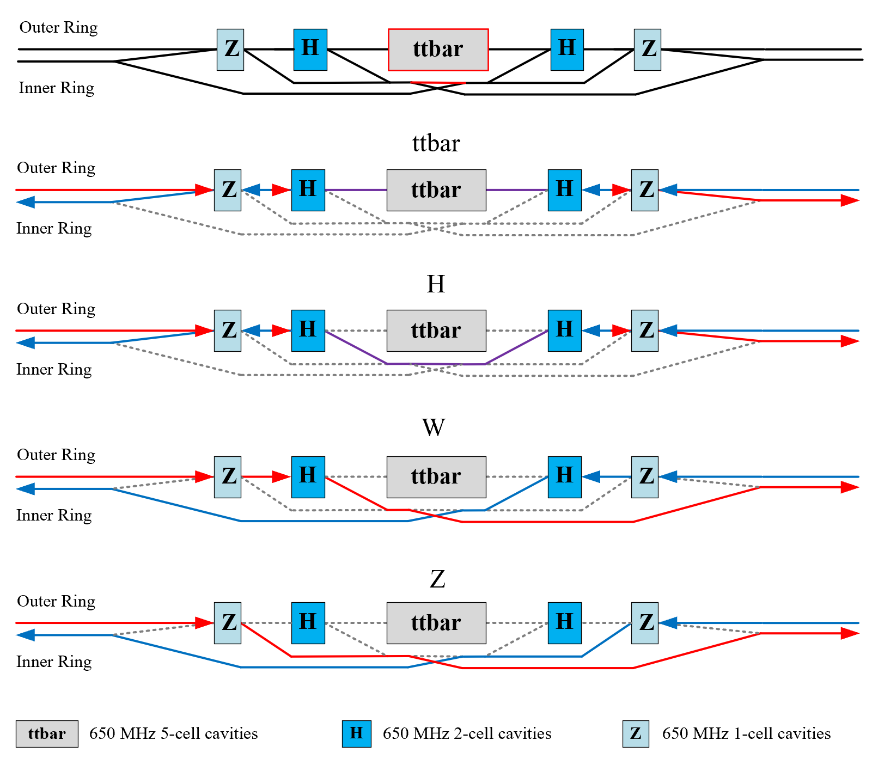 Outer Ring
Z H ttbar H Z
Inner Ring
ttbar
Outer Ring
Z H ttbar H Z
Inner Ring
H
Outer Ring
Z H ttbar H Z
Inner Ring
W
Outer Ring
Z H ttbar H Z
Inner Ring
Z
Outer Ring
Z H ttbar H Z
Inner Ring
ttbar 650 MHz 5-cell cavities H 650 MHz 2-cell cavities Z 650 MHz 1-cell cavities